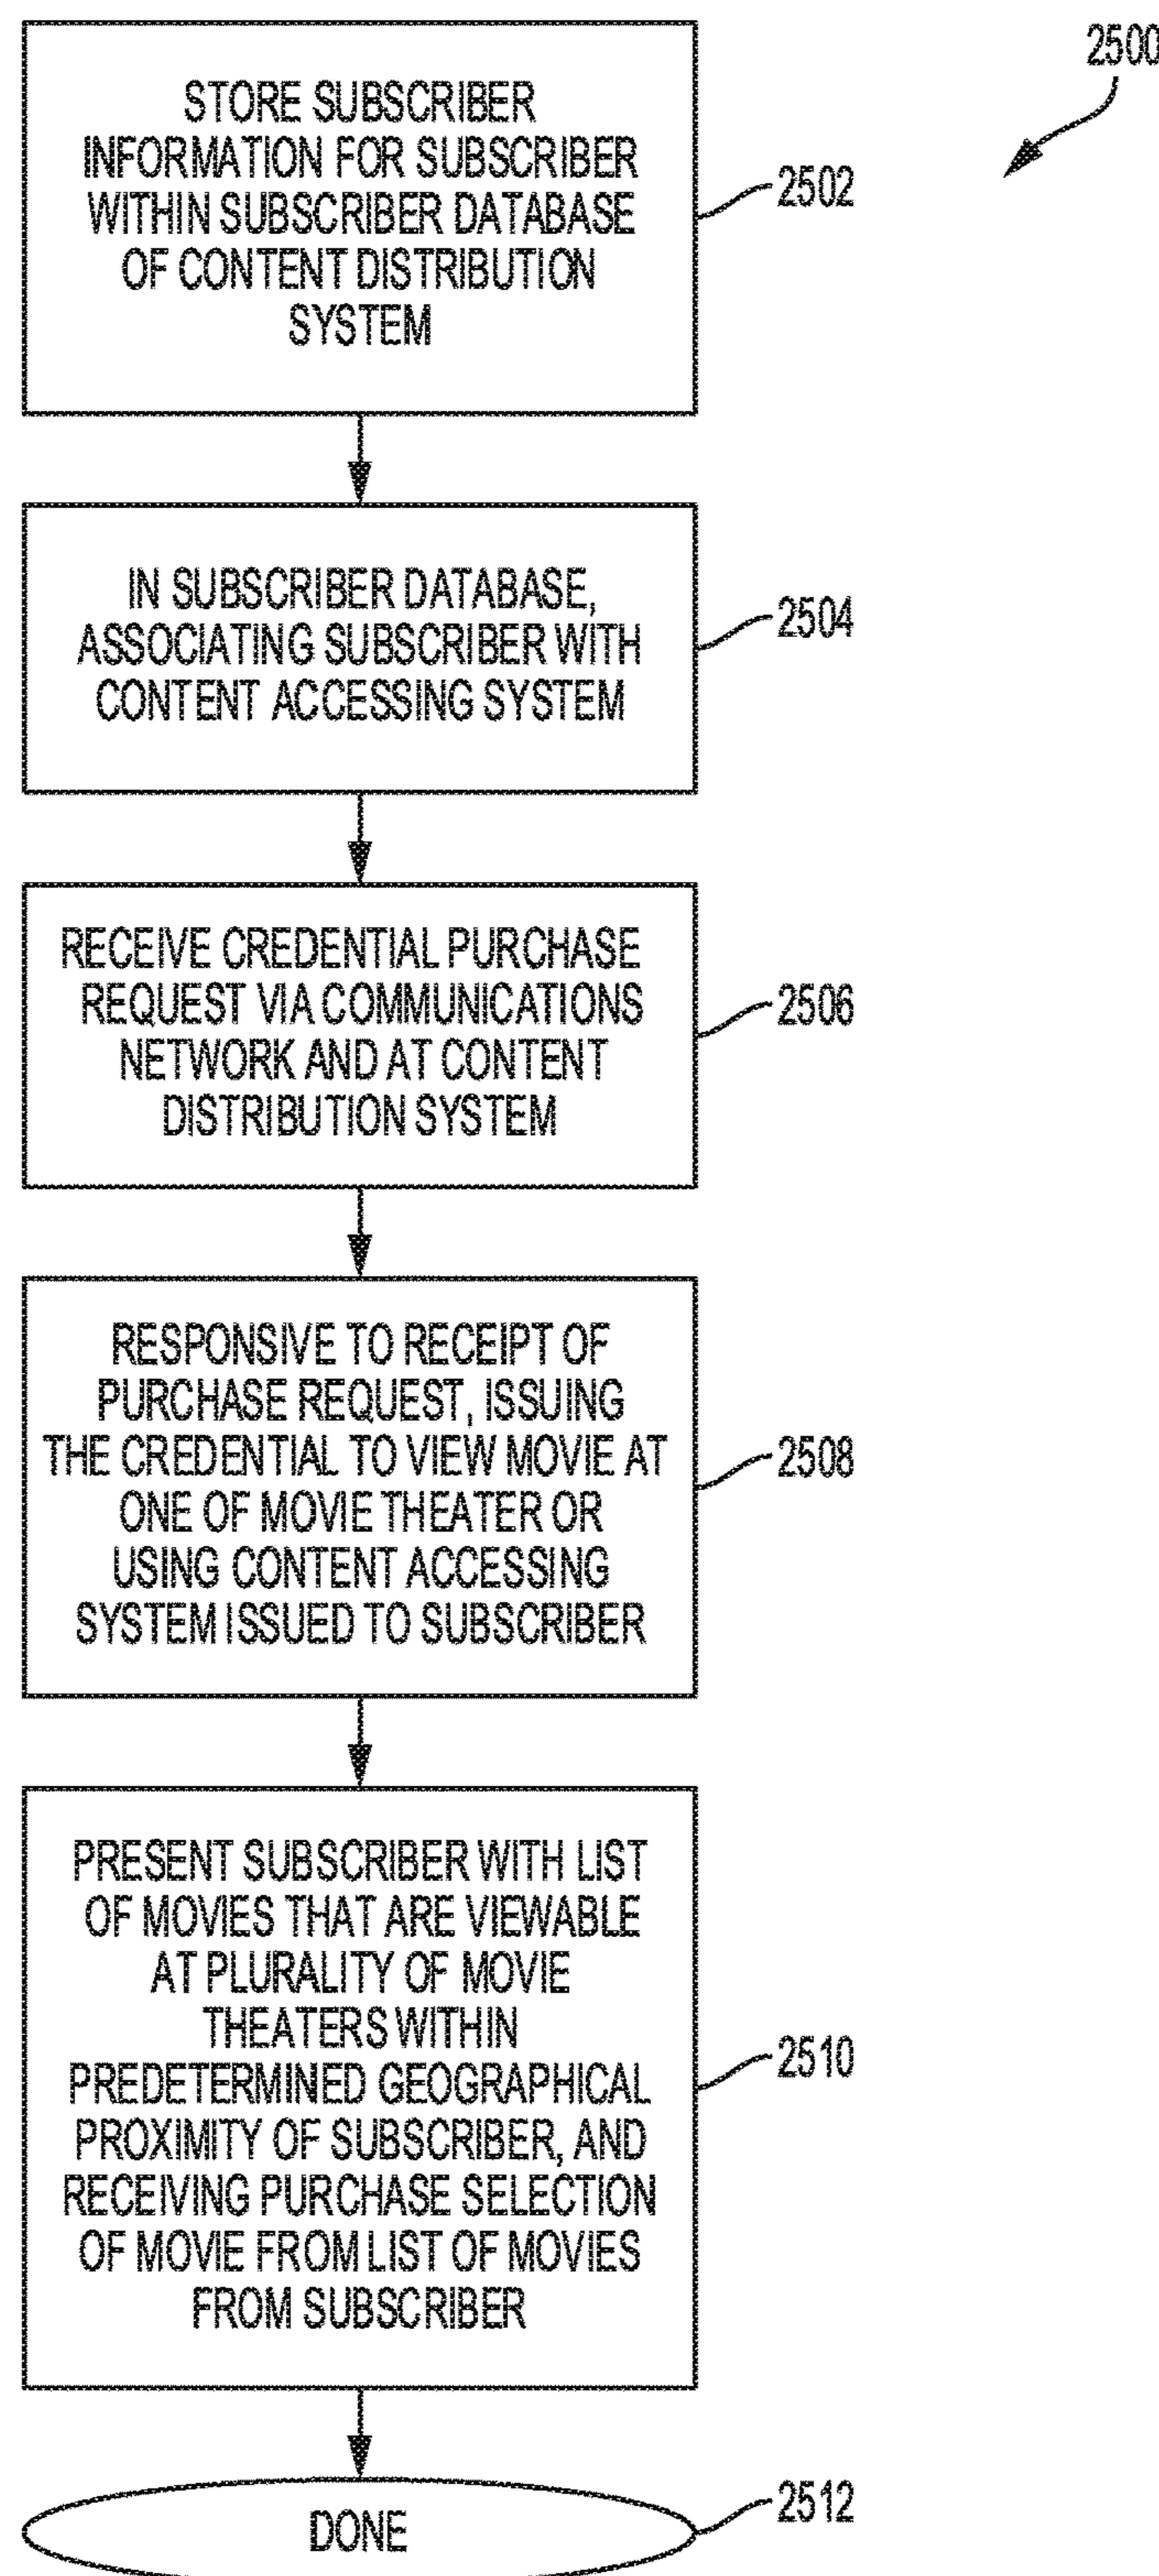 2500
STORE SUBSCRIBER
INFORMATION FOR SUBSCRIBER
WITHIN SUBSCRIBER DATABASE
OF CONTENT DISTRIBUTION
SYSTEM
2502
IN SUBSCRIBER DATABASE,
ASSOCIATING SUBSCRIBER WITH
CONTENT ACCESSING SYSTEM
2504
RECEIVE CREDENTIAL PURCHASE
REQUEST VIA COMMUNICATIONS
NETWORK AND AT CONTENT
DISTRIBUTION SYSTEM
2506
RESPONSIVE TO RECEIPT OF
PURCHASE REQUEST, ISSUING
THE CREDENTIAL TO VIEW MOVIE AT
ONE OF MOVIE THEATER OR
USING CONTENT ACCESSING
SYSTEM ISSUED TO SUBSCRIBER
2508
PRESENT SUBSCRIBER WITH LIST
OF MOVIES THAT ARE VIEWABLE
AT PLURALITY OF MOVIE
THEATERS WITHIN
PREDETERMINED GEOGRAPHICAL
PROXIMITY OF SUBSCRIBER, AND
RECEIVING PURCHASE SELECTION
OF MOVIE FROM LIST OF MOVIES
FROM SUBSCRIBER
2510
DONE
2512